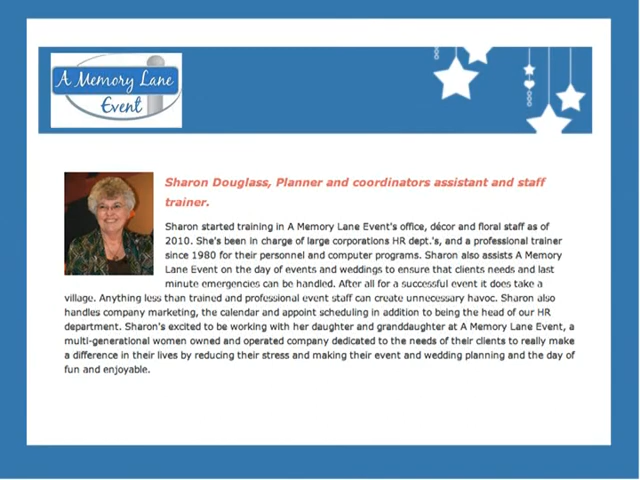 A Memory Lane
Event
Sharon Douglass, Planner and coordinators assistant and staff
trainer.
Sharon started training in A Memory Lane Event's office, décor and floral staff as of
2010. She's been in charge of large corporations HR dept.'s, and a professional trainer
since 1980 for their personnel and computer programs. Sharon also assists A Memory
Lane Event on the day of events and weddings to ensure that clients needs and last
minute emergencies can be handled. After all for a successful event it does take a
village. Anything less than trained and professional event staff can create unnecessary havoc. Sharon also
handles company marketing, the calendar and appoint scheduling in addition to being the head of our HR
department. Sharon's excited to be working with her daughter and granddaughter at A Memory Lane Event, a
multi-generational women owned and operated company dedicated to the needs of their clients to really make
a difference in their lives by reducing their stress and making their event and wedding planning and the day of
fun and enjoyable.